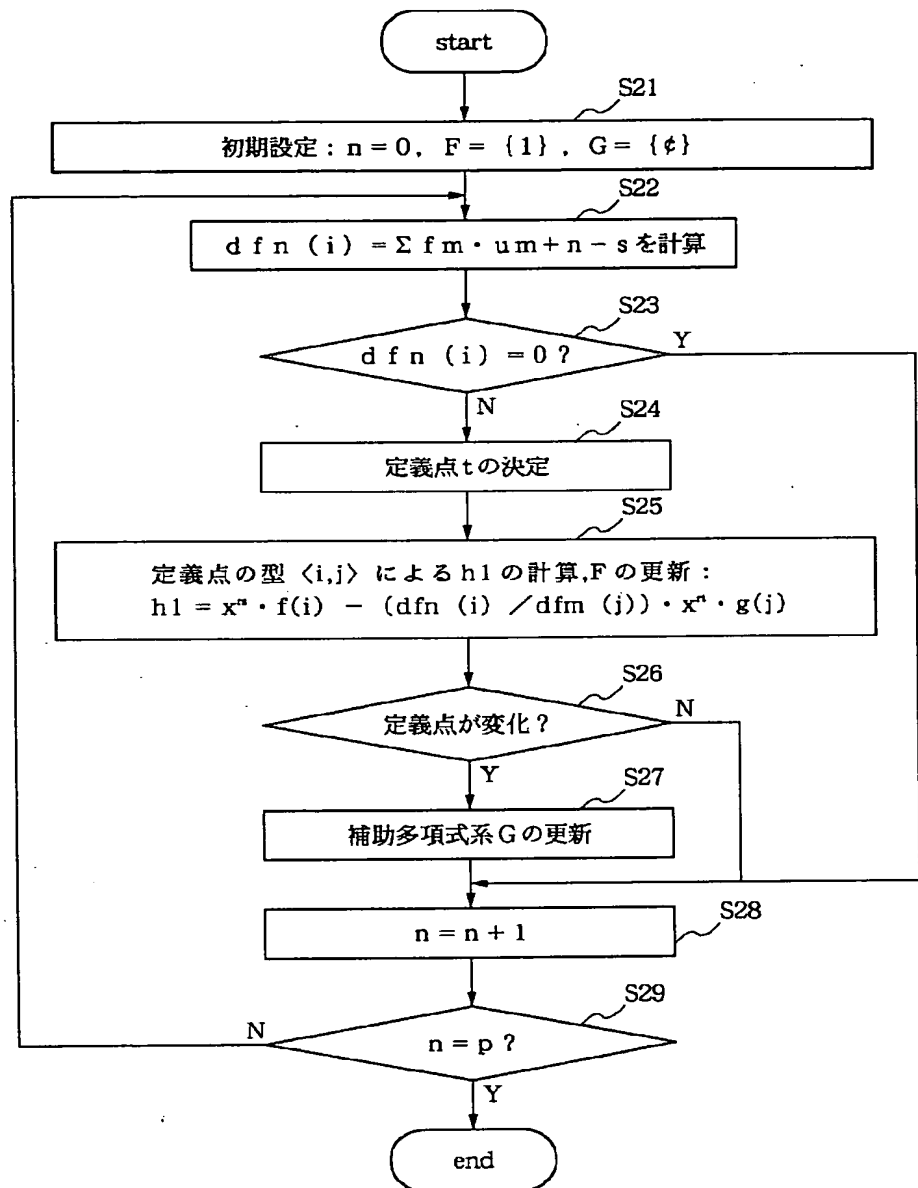 start
S21
初期設定：n＝0，F＝{1}，G＝{¢}
S22
dfn(i)＝Σfm・um＋n－sを計算
S23
dfn(i)＝0？
Y
N
S24
定義点tの決定
S25
定義点の型〈i,j〉によるh1の計算,Fの更新：
h1＝xⁿ・f(i)－(dfn(i)／dfm(j))・xⁿ・g(j)
S26
定義点が変化？
N
Y
S27
補助多項式系Gの更新
n＝n＋1
S28
S29
N
n＝p？
Y
end